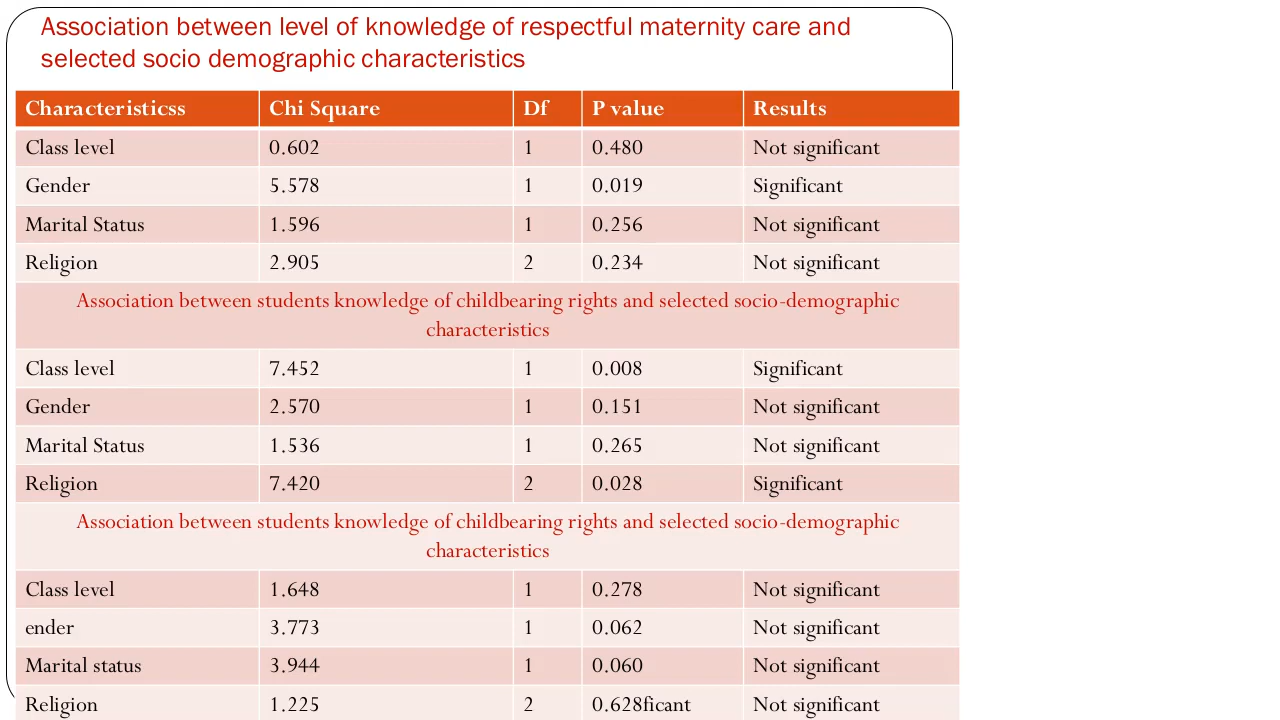 Association between level of knowledge of respectful maternity care and
selected socio demographic characteristics
Characteristicss Chi Square Df P value Results
Class level 0.602 1 0.480 Not significant
Gender 5.578 1 0.019 Significant
Marital Status 1.596 1 0.256 Not significant
Religion 2.905 2 0.234 Not significant
Association between students knowledge of childbearing rights and selected socio-demographic
characteristics
Class level 7.452 1 0.008 Significant
Gender 2.570 1 0.151 Not significant
Marital Status 1.536 1 0.265 Not significant
Religion 7.420 2 0.028 Significant
Association between students knowledge of childbearing rights and selected socio-demographic
characteristics
Class level 1.648 1 0.278 Not significant
ender 3.773 1 0.062 Not significant
Marital status 3.944 1 0.060 Not significant
Religion 1.225 2 0.628ficant Not significant